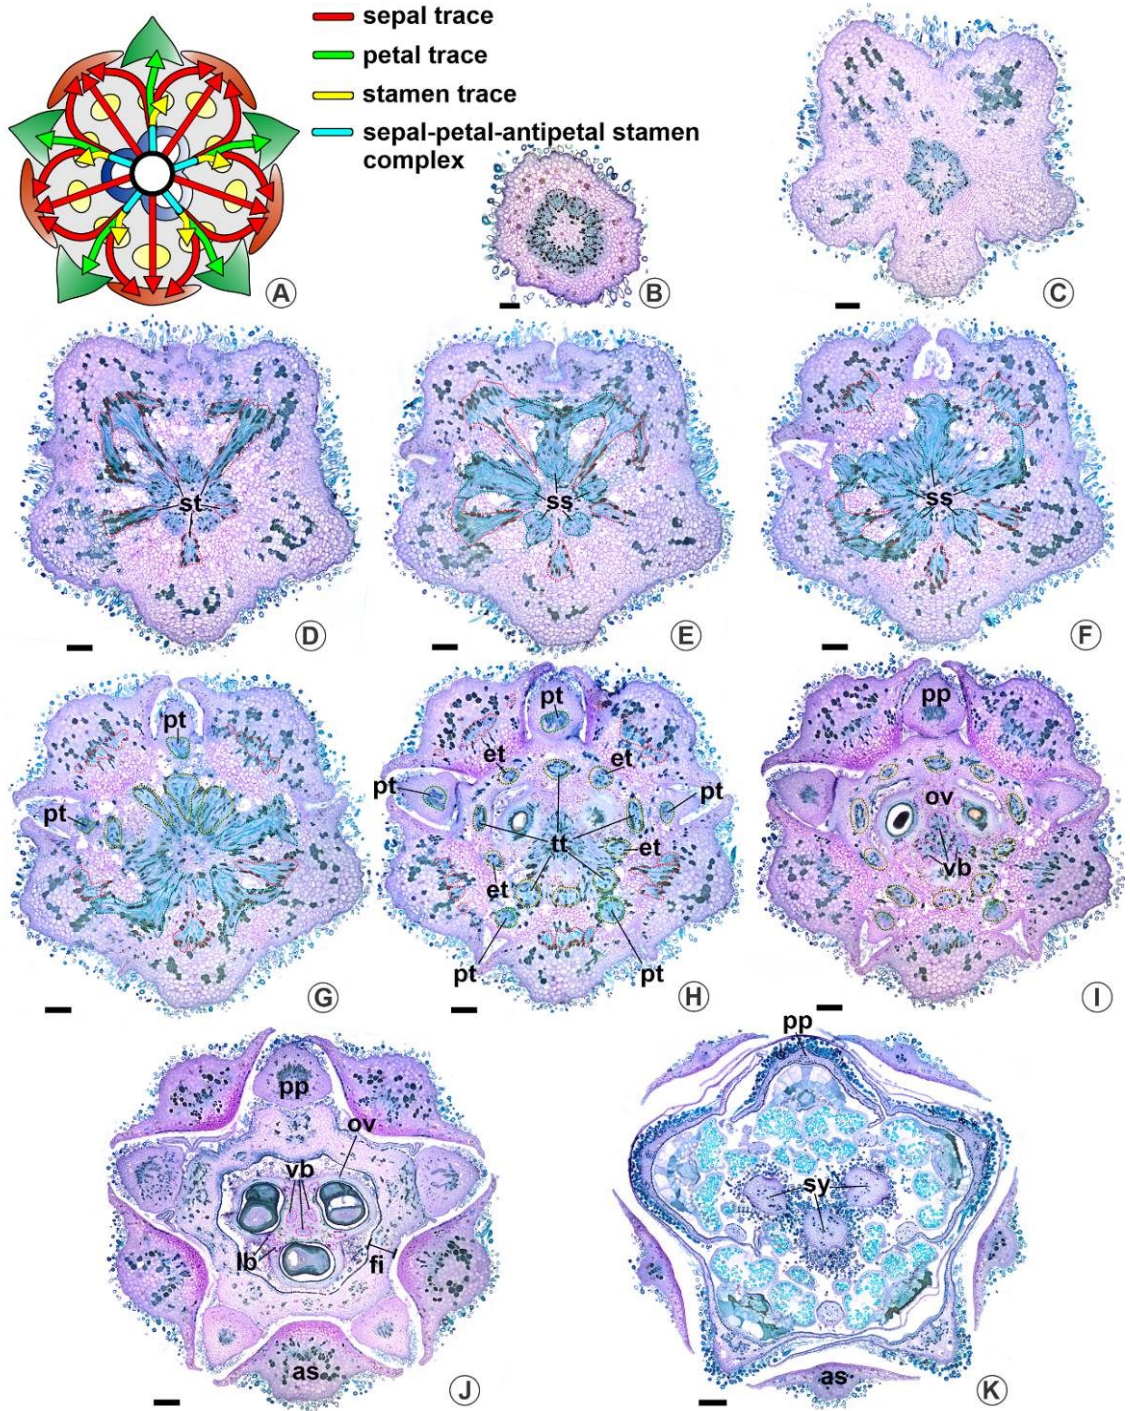 sepal trace
petal trace
stamen trace
sepal-petal-antipetal stamen
complex
A
B
C
st
D
ss
E
ss
F
pt
pt
G
pt
et
et
pt
pt
tt
et
et
pt
pt
H
pp
ov
vb
I
pp
ov
vb
lb
fi
as
J
pp
sy
as
K